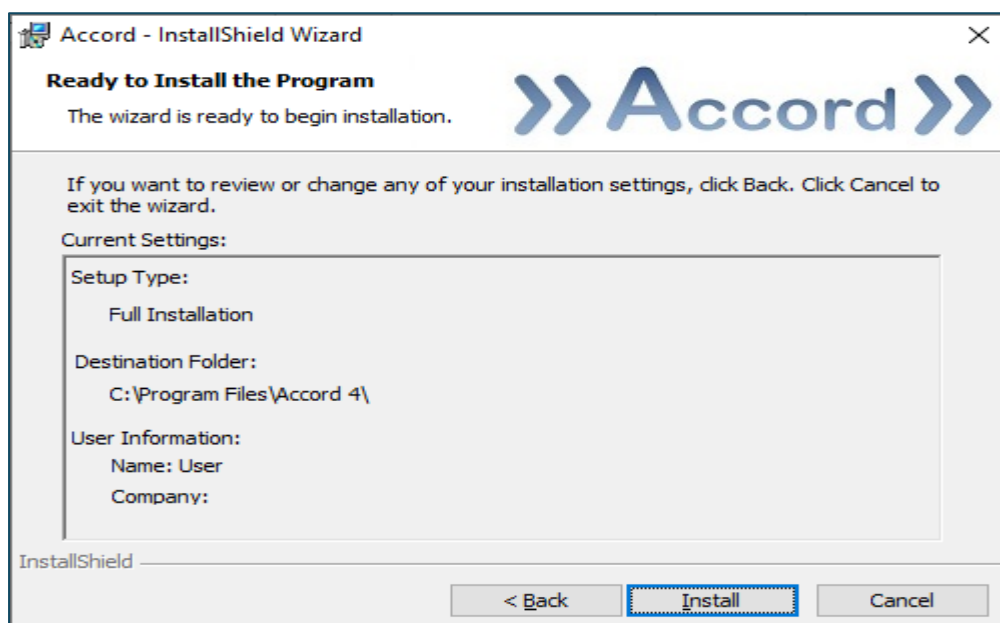 Accord - InstallShield Wizard
Ready to Install the Program
The wizard is ready to begin installation.
»Accord»
If you want to review or change any of your installation settings, click Back. Click Cancel to
exit the wizard.
Current Settings:
Setup Type:
Full Installation
Destination Folder:
C:\Program Files\Accord 4\
User Information:
Name: User
Company:
InstallShield
< Back
Install
Cancel